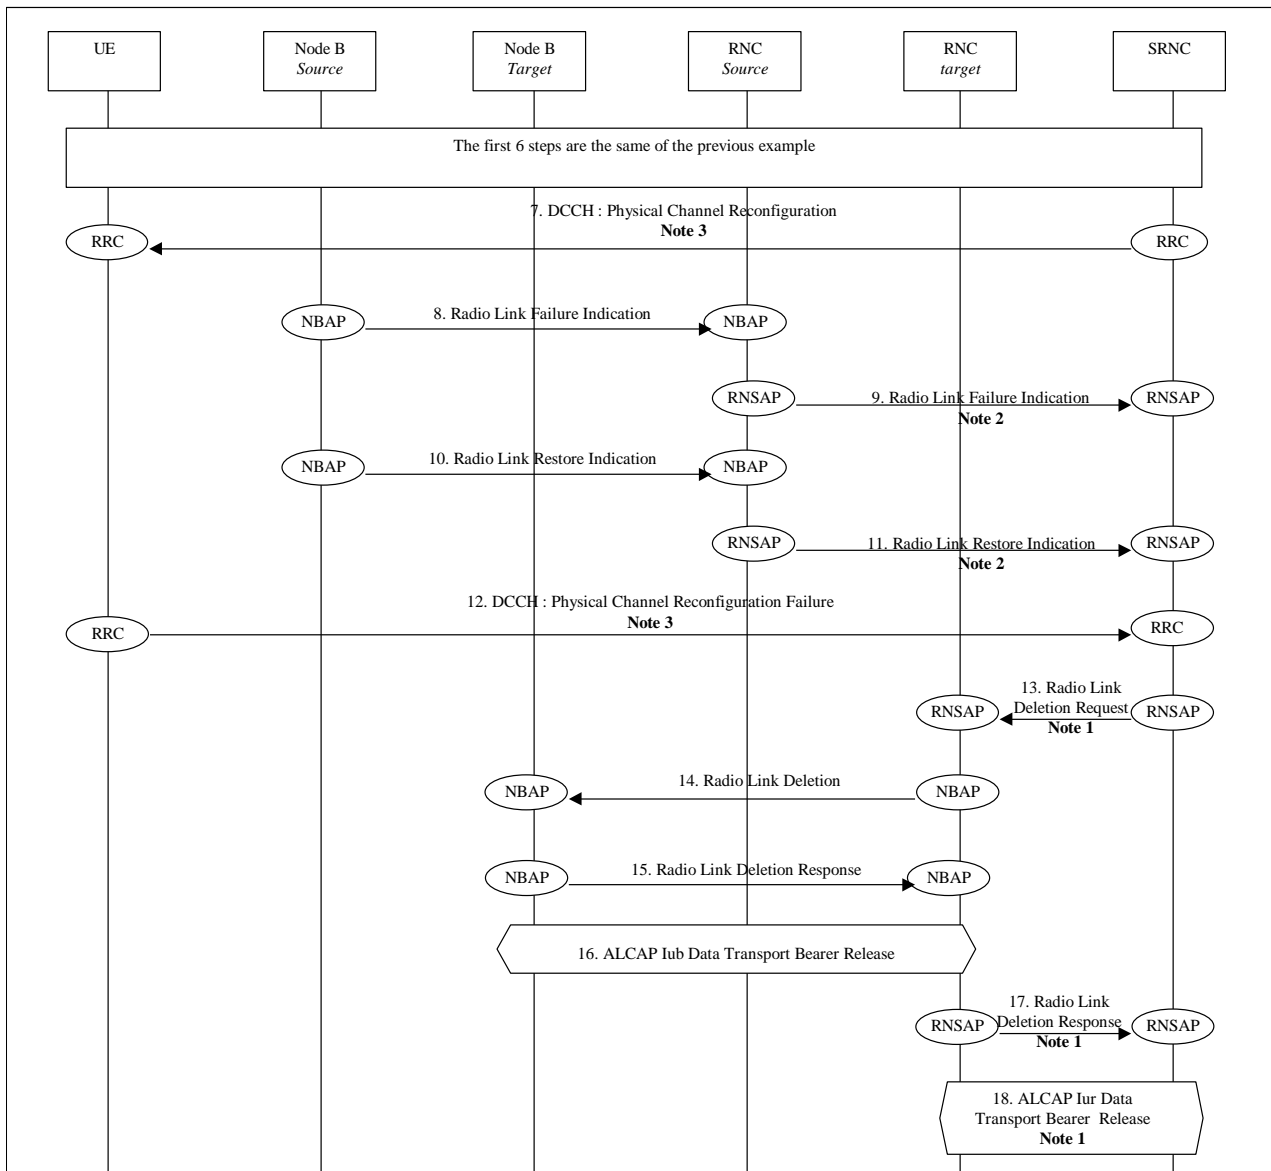 UE
Node B
Source
Node B
Target
RNC
Source
RNC
target
SRNC
The first 6 steps are the same of the previous example
7. DCCH : Physical Channel Reconfiguration
Note 3
RRC
RRC
8. Radio Link Failure Indication
NBAP
NBAP
9. Radio Link Failure Indication
Note 2
RNSAP
RNSAP
10. Radio Link Restore Indication
NBAP
NBAP
11. Radio Link Restore Indication
Note 2
RNSAP
RNSAP
12. DCCH : Physical Channel Reconfiguration Failure
Note 3
RRC
RRC
13. Radio Link
Deletion Request
Note 1
RNSAP
RNSAP
14. Radio Link Deletion
NBAP
NBAP
15. Radio Link Deletion Response
NBAP
NBAP
16. ALCAP Iub Data Transport Bearer Release
17. Radio Link
Deletion Response
Note 1
RNSAP
RNSAP
18. ALCAP Iur Data
Transport Bearer Release
Note 1